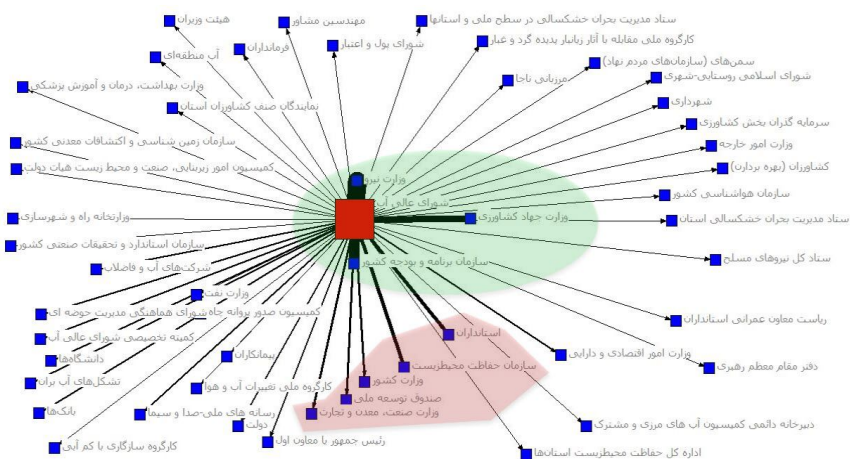 ستاد مدیریت بحران خشکسالی در سطح ملی و استانها
مهندسین مشاور
هیئت وزیران
کارگروه ملی مقابله با آثار زیانبار پدیده گرد و غبار
شورای پول و اعتبار
فرمانداران
آب منطقه‌ای
سمن‌های (سازمان‌های مردم نهاد)
شورای اسلامی روستایی-شهری
مرزبانی ناجا
وزارت بهداشت، درمان و آموزش پزشکی
شهرداری
نمایندگان صنف کشاورزان استان
سرمایه گذران بخش کشاورزی
وزارت امور خارجه
سازمان زمین شناسی و اکتشافات معدنی کشور
کشاورزان (بهره برداران)
کمیسیون امور زیربنایی، صنعت و محیط زیست هیات دولت
وزارت نیرو
سازمان هواشناسی کشور
شورای عالی آب
ستاد مدیریت بحران خشکسالی استان
وزارت جهاد کشاورزی
وزارتخانه راه و شهرسازی
سازمان استاندارد و تحقیقات صنعتی کشور
ستاد کل نیروهای مسلح
سازمان برنامه و بودجه کشور
شرکت‌های آب و فاضلاب
وزارت نفت
کمیسیون صدور پروانه چاه
شورای هماهنگی مدیریت حوضه ای
ریاست معاون عمرانی استانداران
استانداران
کمیته تخصصی شورای عالی آب
پیمانکاران
وزارت امور اقتصادی و دارایی
دانشگاه‌ها
سازمان حفاظت محیط‌زیست
دفتر مقام معظم رهبری
وزارت کشور
تشکل‌های آب بران
کارگروه ملی تغییرات آب و هوا
صندوق توسعه ملی
بانک‌ها
رسانه های ملی-صدا و سیما
وزارت صنعت، معدن و تجارت
دولت
دبیرخانه دائمی کمیسیون آب های مرزی و مشترک
رئیس جمهور یا معاون اول
کارگروه سازگاری با کم آبی
اداره کل حفاظت محیط‌زیست استان‌ها